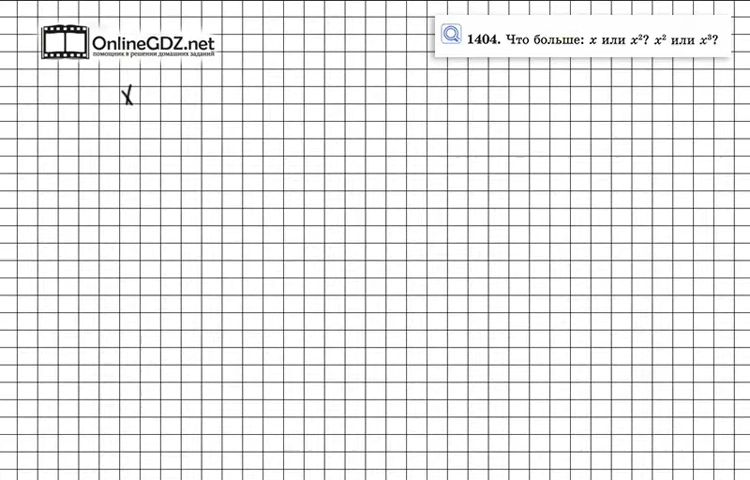 OnlineGDZ.net
помощник в решении домашних заданий
1404. Что больше: x или x²? x² или x³?
x